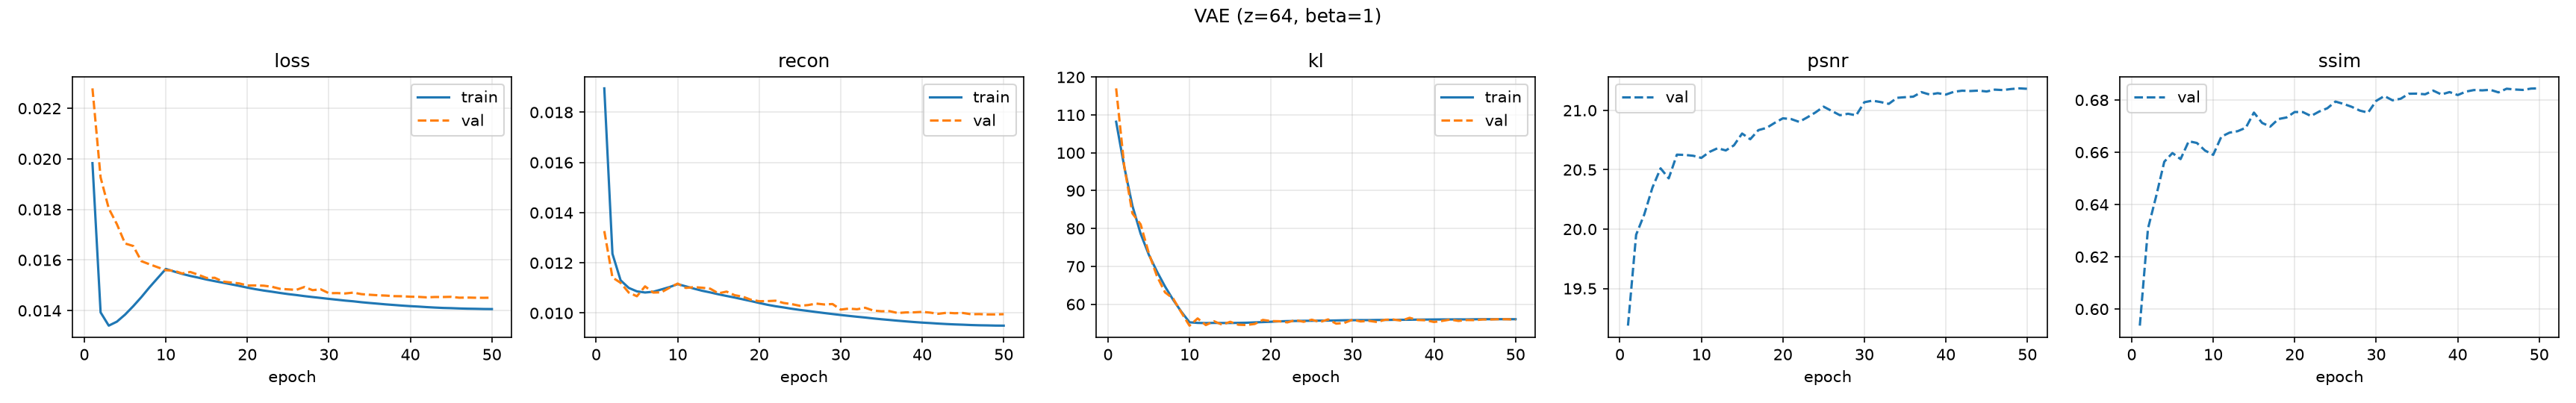 VAE (z=64, beta=1)
loss
train
val
0.022
0.020
0.018
0.016
0.014
0 10 20 30 40 50
epoch
recon
train
val
0.018
0.016
0.014
0.012
0.010
0 10 20 30 40 50
epoch
kl
train
val
120
110
100
90
80
70
60
0 10 20 30 40 50
epoch
psnr
val
21.0
20.5
20.0
19.5
0 10 20 30 40 50
epoch
ssim
val
0.68
0.66
0.64
0.62
0.60
0 10 20 30 40 50
epoch